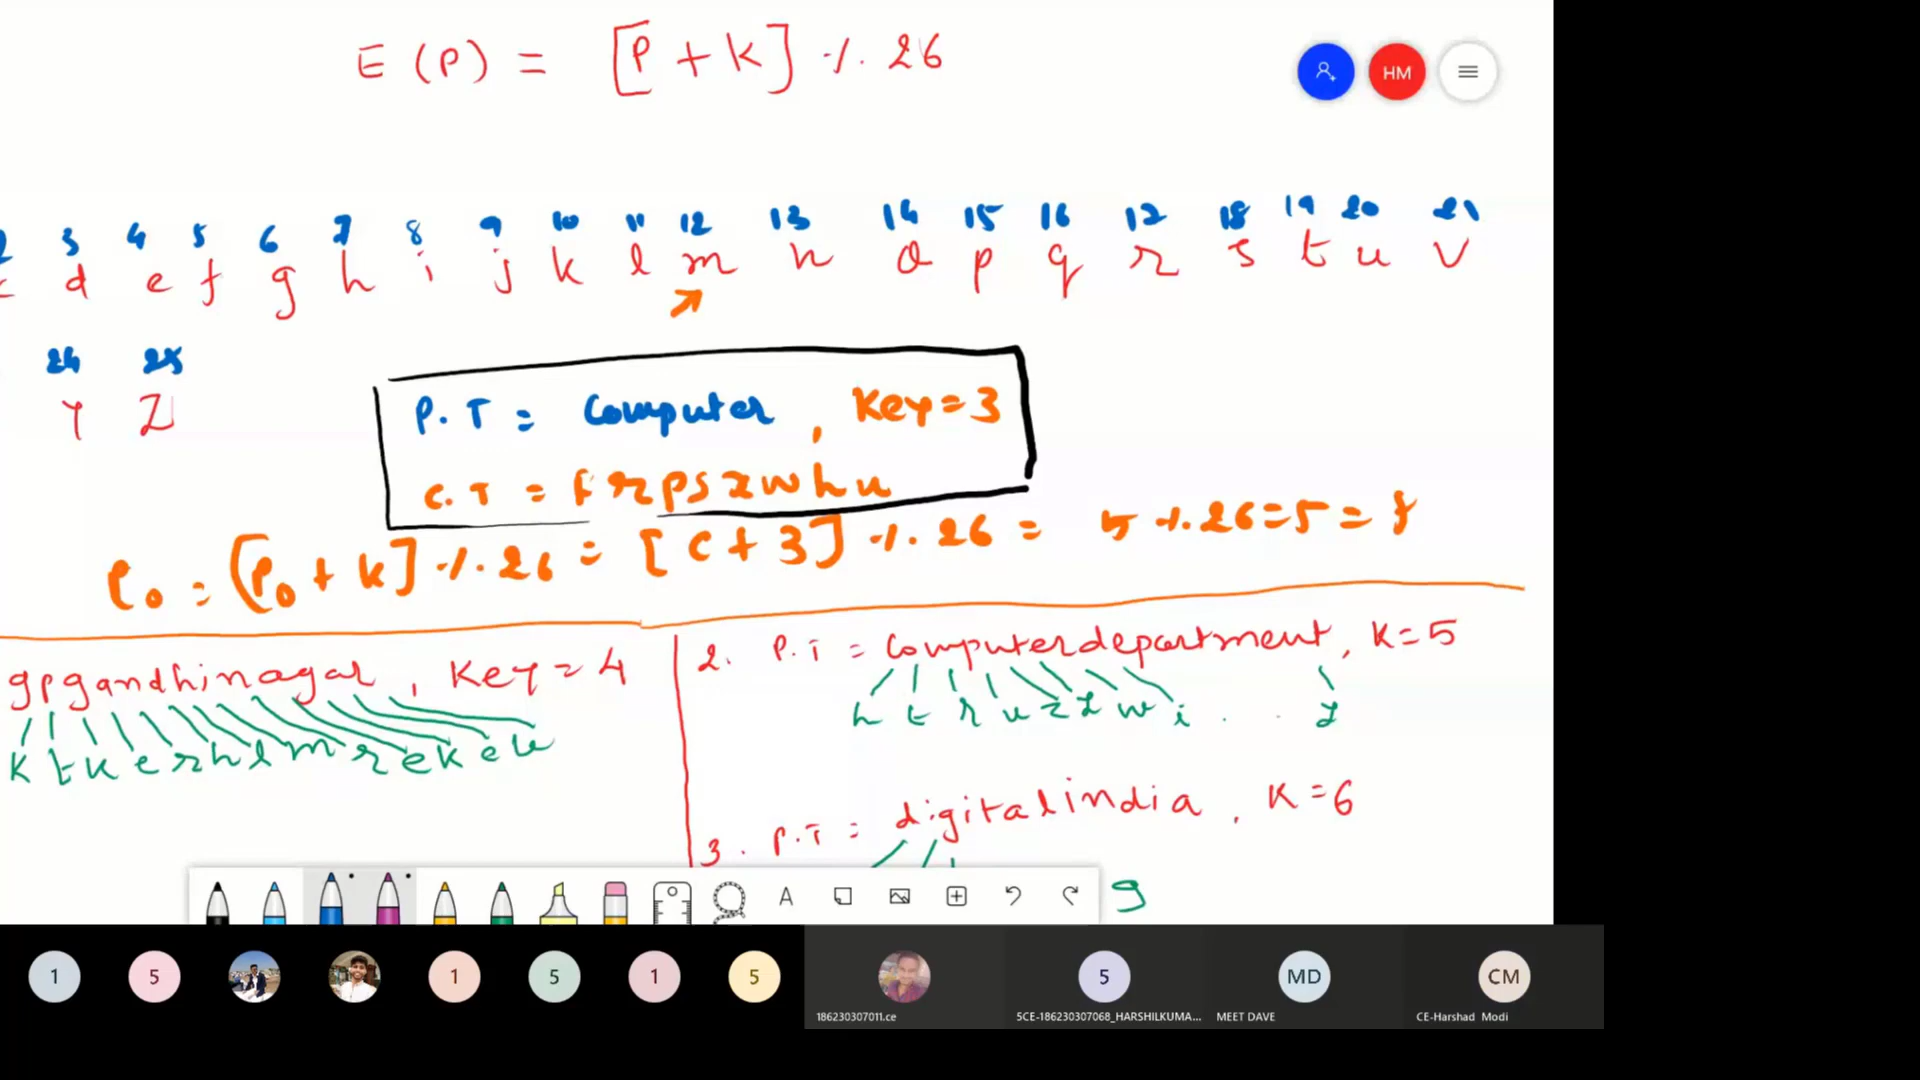 E (P) = [P + K] % 26
HM
3 4 5 6 7 8 9 10 11 12 13 14 15 16 17 18 19 20 21
c d e f g h i j k l m n o p q r s t u v
24 25
Y Z
P.T = Computer , Key = 3
C.T = frpsxwhu
C0 = [P0 + K] % 26 = [C + 3] % 26 = 5 % 26 = 5 = f
gpgandhinagar , Key = 4
ktkerhlmrekev
2. P.T = Computerdepartment, K = 5
h t r u z y w i . . y
3. P.T = digitalindia , K = 6
A
g
1 5 1 5 1 5 5 MD CM
186230307011.ce
5CE-186230307068_HARSHILKUMA...
MEET DAVE
CE-Harshad Modi